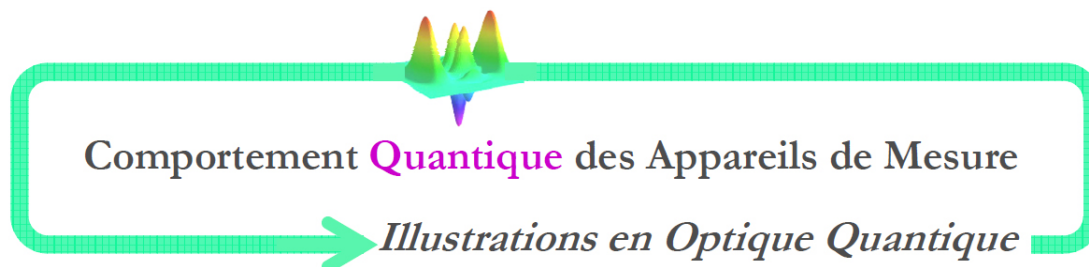 Comportement Quantique des Appareils de Mesure
Illustrations en Optique Quantique